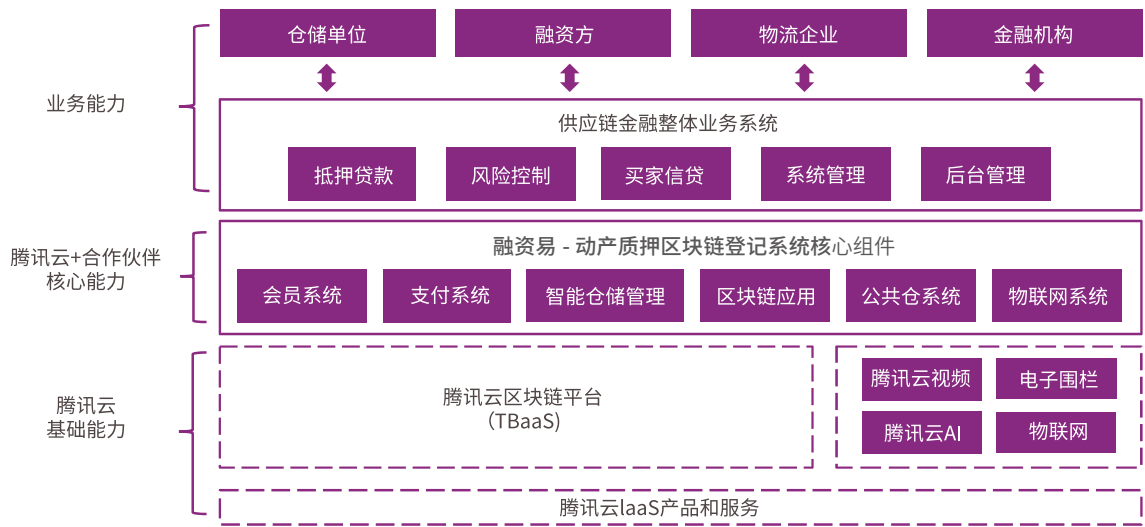 仓储单位
融资方
物流企业
金融机构
业务能力
供应链金融整体业务系统
抵押贷款
风险控制
买家信贷
系统管理
后台管理
腾讯云+合作伙伴
核心能力
融资易 - 动产质押区块链登记系统核心组件
会员系统
支付系统
智能仓储管理
区块链应用
公共仓系统
物联网系统
腾讯云
基础能力
腾讯云区块链平台
（TBaaS)
腾讯云视频
电子围栏
腾讯云AI
物联网
腾讯云laaS产品和服务